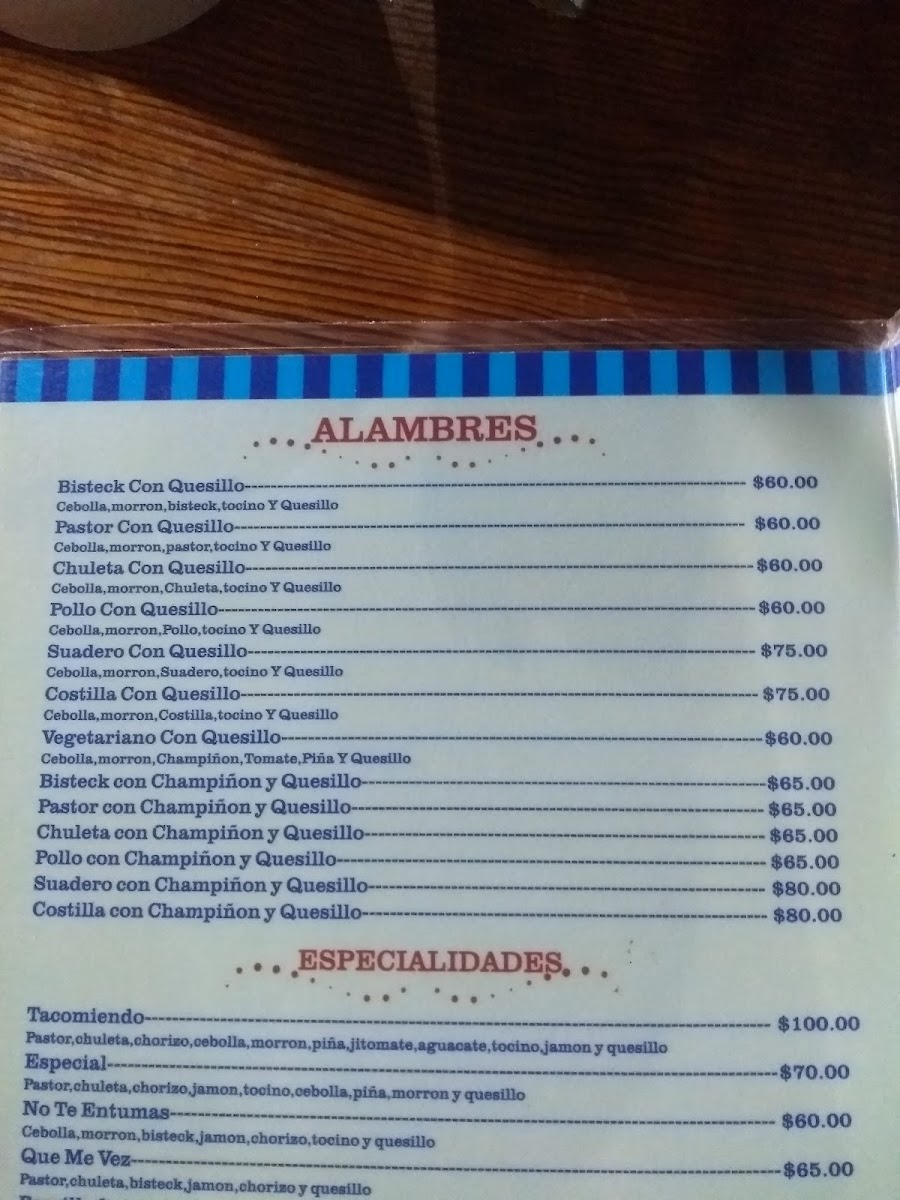 ALAMBRES
Bisteck Con Quesillo $60.00
Cebolla,morron,bisteck,tocino Y Quesillo
Pastor Con Quesillo $60.00
Cebolla,morron,pastor,tocino Y Quesillo
Chuleta Con Quesillo $60.00
Cebolla,morron,Chuleta,tocino Y Quesillo
Pollo Con Quesillo $60.00
Cebolla,morron,Pollo,tocino Y Quesillo
Suadero Con Quesillo $75.00
Cebolla,morron,Suadero,tocino Y Quesillo
Costilla Con Quesillo $75.00
Cebolla,morron,Costilla,tocino Y Quesillo
Vegetariano Con Quesillo $60.00
Cebolla,morron,Champiñon,Tomate,Piña Y Quesillo
Bisteck con Champiñon y Quesillo $65.00
Pastor con Champiñon y Quesillo $65.00
Chuleta con Champiñon y Quesillo $65.00
Pollo con Champiñon y Quesillo $65.00
Suadero con Champiñon y Quesillo $80.00
Costilla con Champiñon y Quesillo $80.00
ESPECIALIDADES
Tacomiendo $100.00
Pastor,chuleta,chorizo,cebolla,morron,piña,jitomate,aguacate,tocino,jamon y quesillo
Especial $70.00
Pastor,chuleta,chorizo,jamon,tocino,cebolla,piña,morron y quesillo
No Te Entumas $60.00
Cebolla,morron,bisteck,jamon,chorizo,tocino y quesillo
Que Me Vez $65.00
Pastor,chuleta,bisteck,jamon,chorizo y quesillo